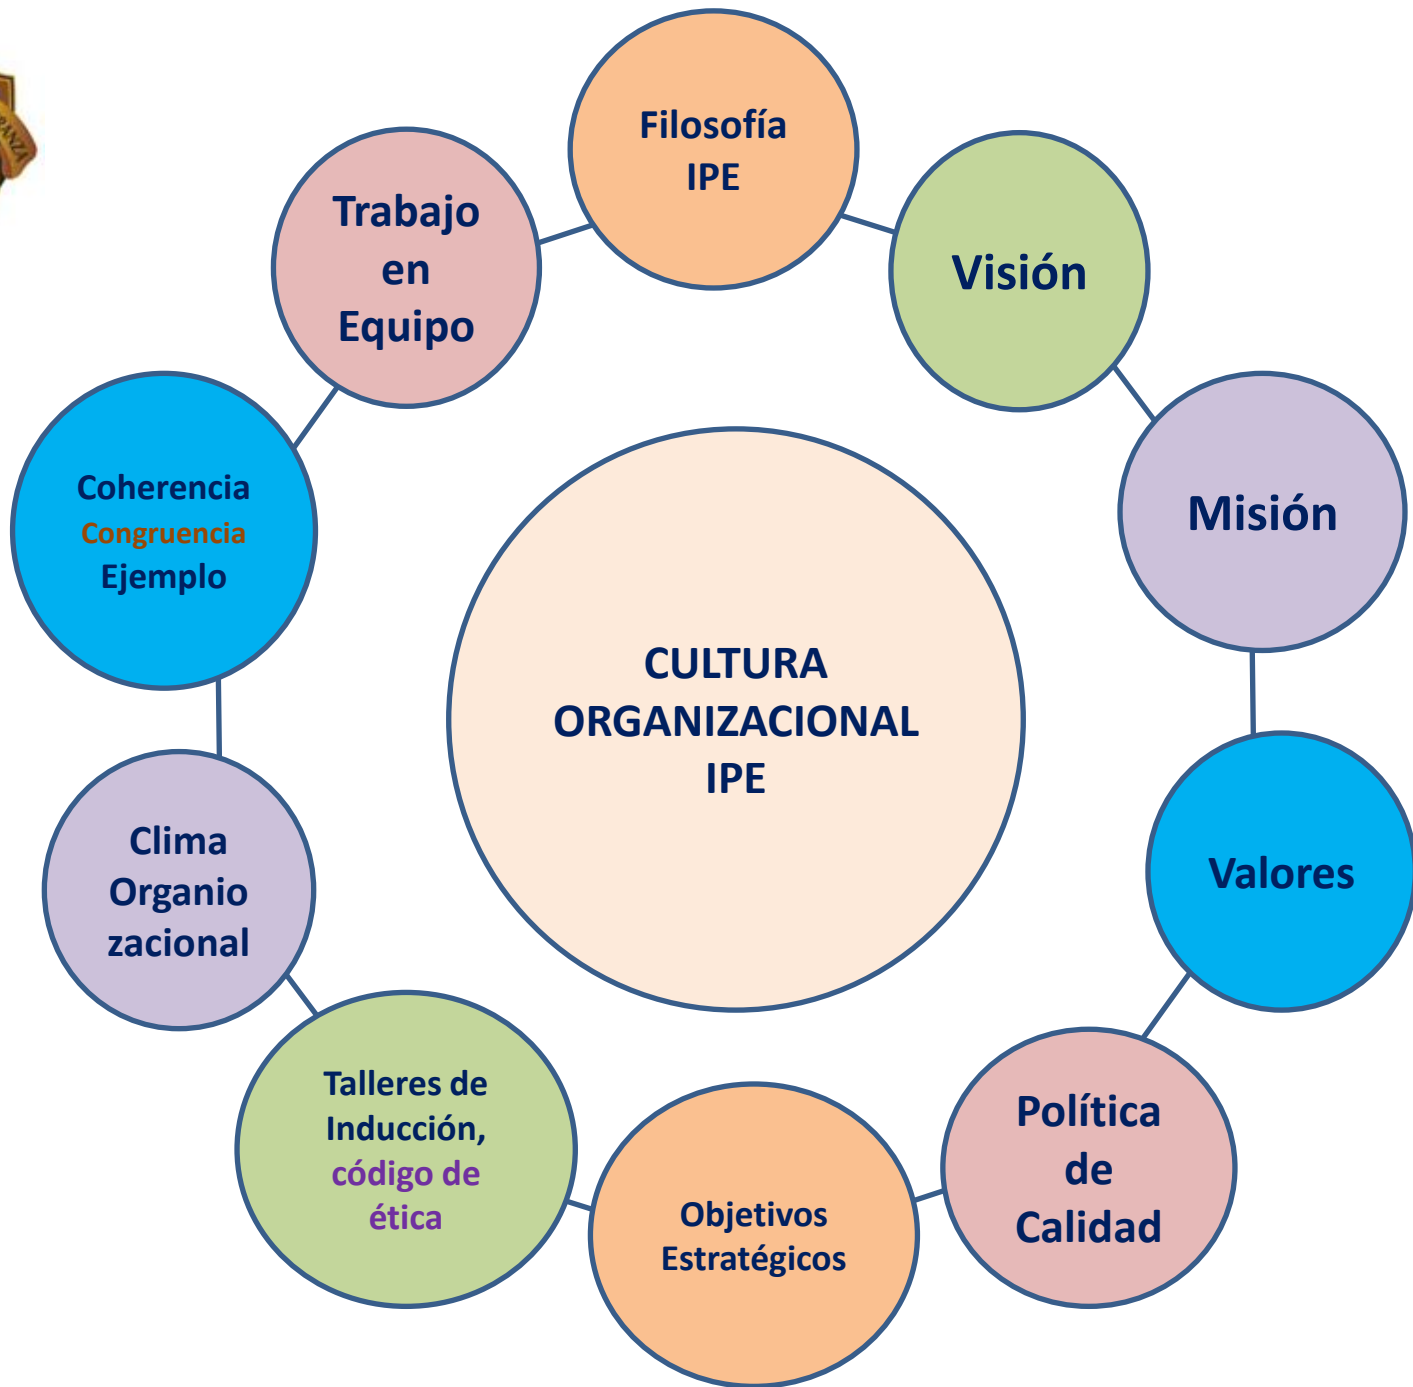 Filosofía
IPE
Visión
Misión
Valores
Política
de
Calidad
Objetivos
Estratégicos
Talleres de
Inducción,
código de
ética
Clima
Organio
zacional
Coherencia
Congruencia
Ejemplo
Trabajo
en
Equipo
CULTURA
ORGANIZACIONAL
IPE